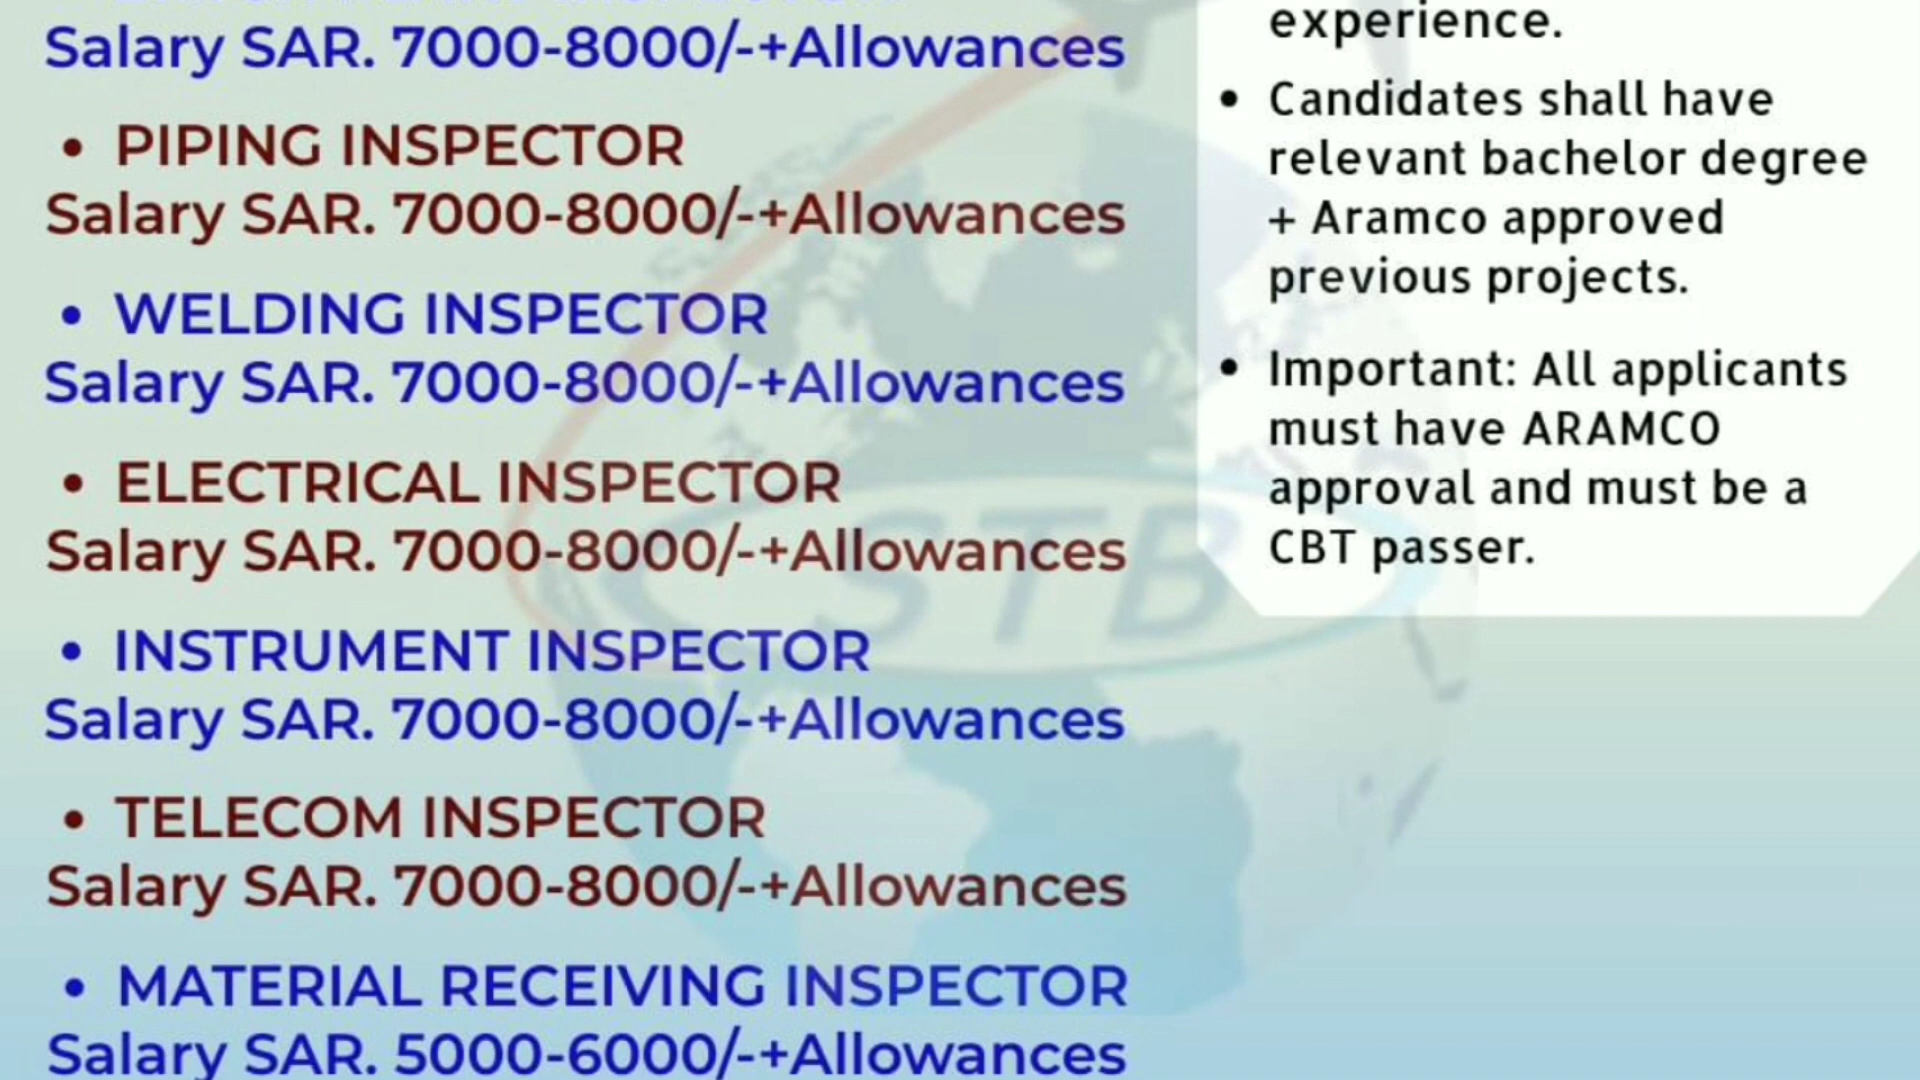 Salary SAR. 7000-8000/-+Allowances
• PIPING INSPECTOR
Salary SAR. 7000-8000/-+Allowances
• WELDING INSPECTOR
Salary SAR. 7000-8000/-+Allowances
• ELECTRICAL INSPECTOR
Salary SAR. 7000-8000/-+Allowances
• INSTRUMENT INSPECTOR
Salary SAR. 7000-8000/-+Allowances
• TELECOM INSPECTOR
Salary SAR. 7000-8000/-+Allowances
• MATERIAL RECEIVING INSPECTOR
Salary SAR. 5000-6000/-+Allowances
experience.
• Candidates shall have
relevant bachelor degree
+ Aramco approved
previous projects.
• Important: All applicants
must have ARAMCO
approval and must be a
CBT passer.
STB